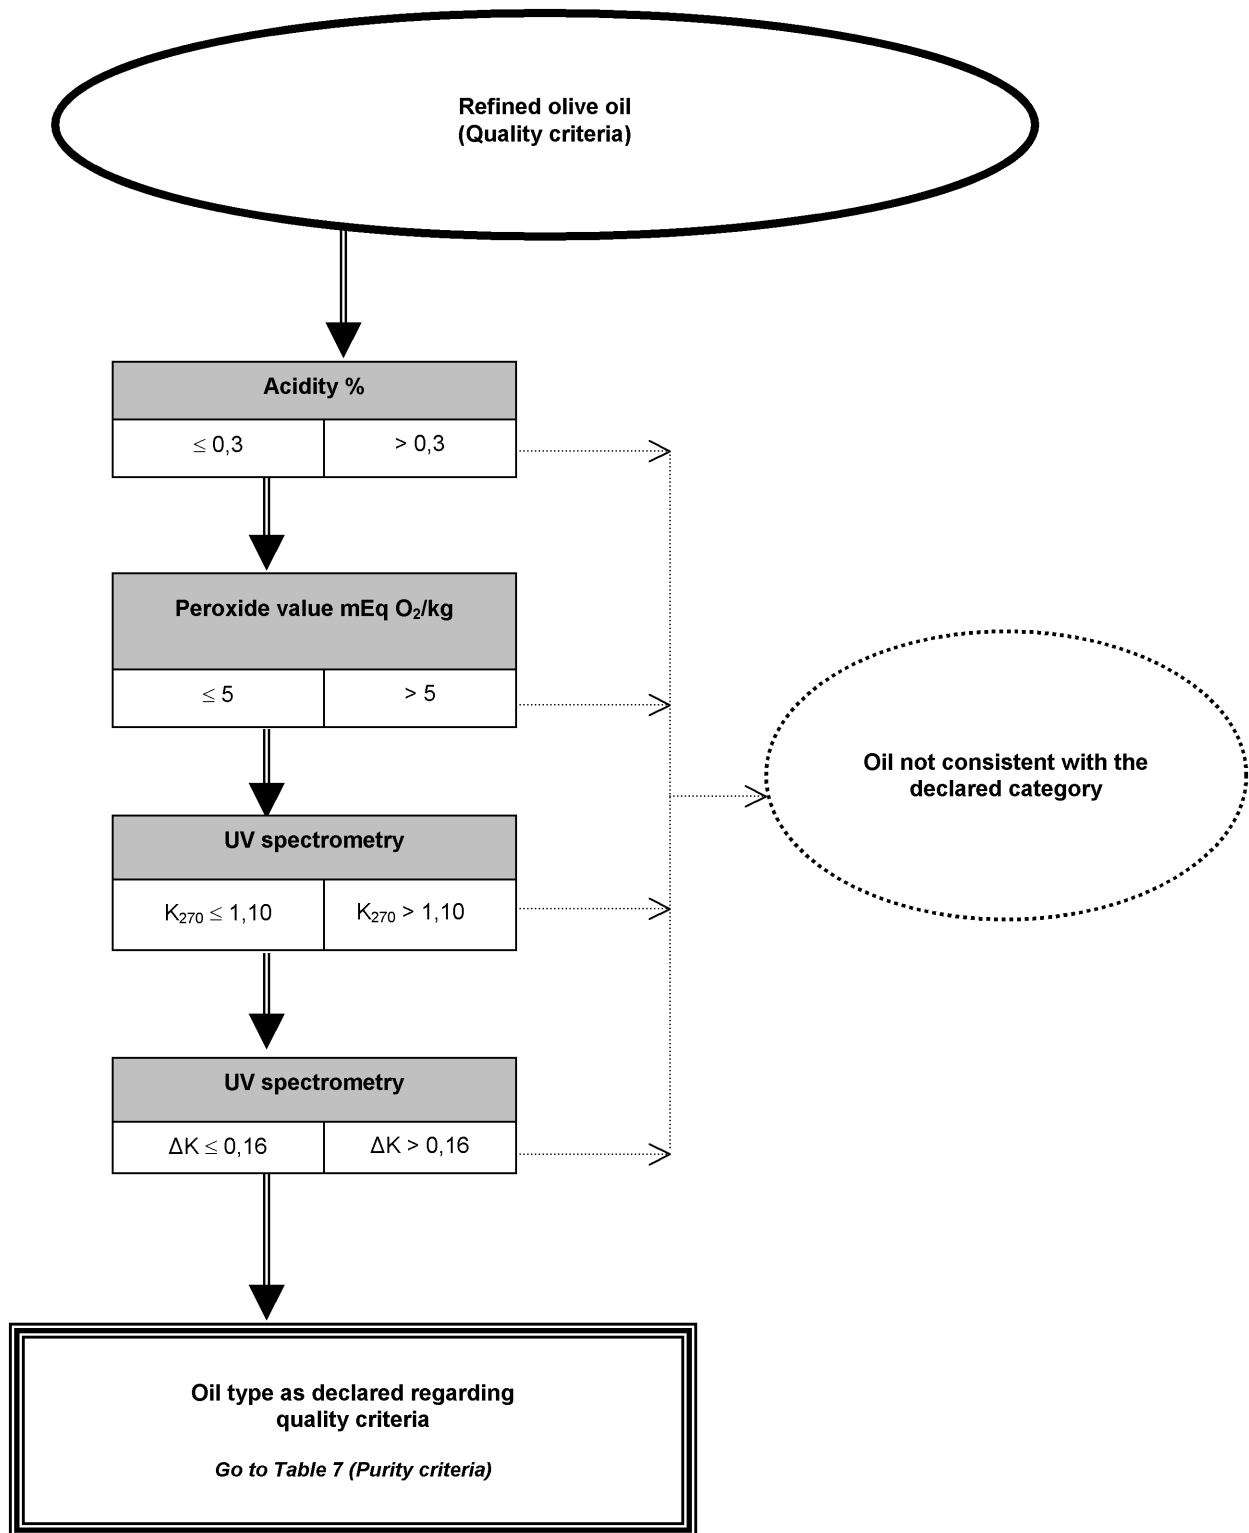 Refined olive oil
(Quality criteria)
Acidity %
≤ 0,3
> 0,3
Peroxide value mEq O₂/kg
≤ 5
> 5
UV spectrometry
K₂₇₀ ≤ 1,10
K₂₇₀ > 1,10
Oil not consistent with the
declared category
UV spectrometry
ΔK ≤ 0,16
ΔK > 0,16
Oil type as declared regarding
quality criteria
Go to Table 7 (Purity criteria)